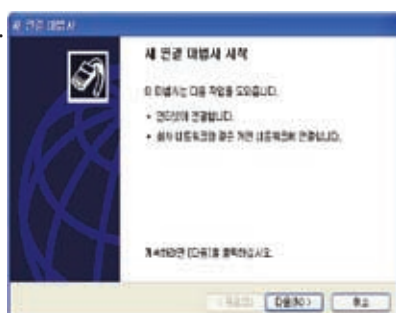 새 연결 마법사
새 연결 마법사 시작
이 마법사는 다음 작업을 도와줍니다.
• 인터넷에 연결합니다.
• 회사 네트워크와 같은 개인 네트워크에 연결합니다.
계속하려면 [다음]을 클릭하십시오.
다음(N) >
취소